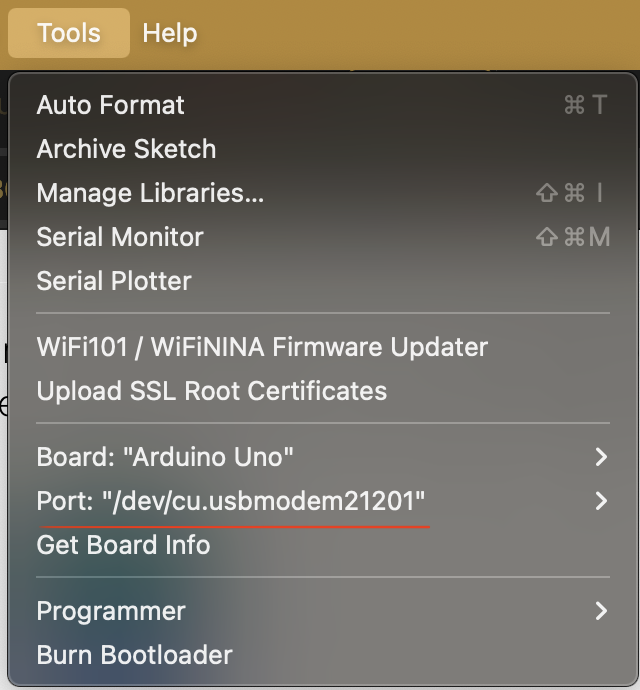 Tools Help
Auto Format ⌘ T
Archive Sketch
Manage Libraries... ⇧ ⌘ I
Serial Monitor ⇧ ⌘ M
Serial Plotter
WiFi101 / WiFiNINA Firmware Updater
Upload SSL Root Certificates
Board: "Arduino Uno"
Port: "/dev/cu.usbmodem21201"
Get Board Info
Programmer
Burn Bootloader